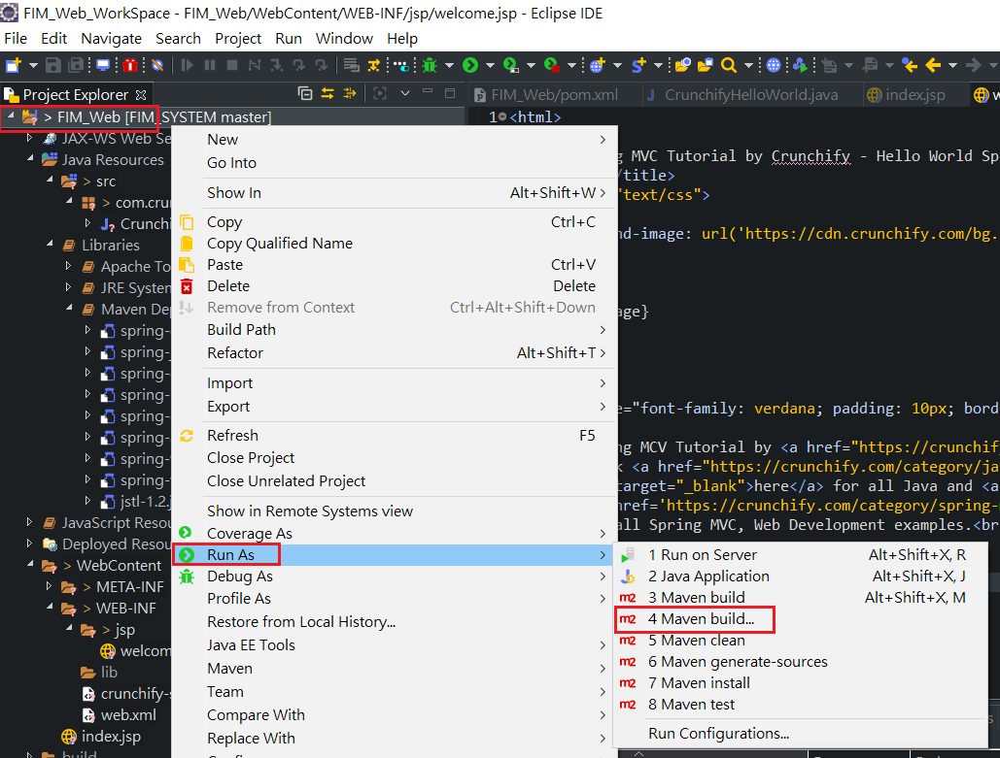 FIM_Web_WorkSpace - FIM_Web/WebContent/WEB-INF/jsp/welcome.jsp - Eclipse IDE
File Edit Navigate Search Project Run Window Help
Project Explorer
FIM_Web/pom.xml
CrunchifyHelloWorld.java
index.jsp
> FIM_Web [FIM_SYSTEM master]
JAX-WS Web Se
Java Resources
> src
> com.crun
Crunchi
Libraries
Apache To
JRE System
Maven Dep
spring-
spring-j
spring-
spring-
spring-
spring-a
spring-
spring-
jstl-1.2.j
JavaScript Resou
Deployed Resou
> WebContent
> META-INF
> WEB-INF
> jsp
welcom
lib
crunchify-s
web.xml
index.jsp
build
New
Go Into
Show In Alt+Shift+W
Copy Ctrl+C
Copy Qualified Name
Paste Ctrl+V
Delete Delete
Remove from Context Ctrl+Alt+Shift+Down
Build Path
Refactor Alt+Shift+T
Import
Export
Refresh F5
Close Project
Close Unrelated Project
Show in Remote Systems view
Coverage As
Run As
Debug As
Profile As
Restore from Local History...
Java EE Tools
Maven
Team
Compare With
Replace With
1 Run on Server Alt+Shift+X, R
2 Java Application Alt+Shift+X, J
3 Maven build Alt+Shift+X, M
4 Maven build...
5 Maven clean
6 Maven generate-sources
7 Maven install
8 Maven test
Run Configurations...
1 <html>
g MVC Tutorial by Crunchify - Hello World Sp
/title>
"text/css">
nd-image: url('https://cdn.crunchify.com/bg.
age}
e="font-family: verdana; padding: 10px; bord
ng MCV Tutorial by <a href="https://crunchif
k <a href="https://crunchify.com/category/ja
target="_blank">here</a> for all Java and <a
href='https://crunchify.com/category/spring-
all Spring MVC, Web Development examples.<br